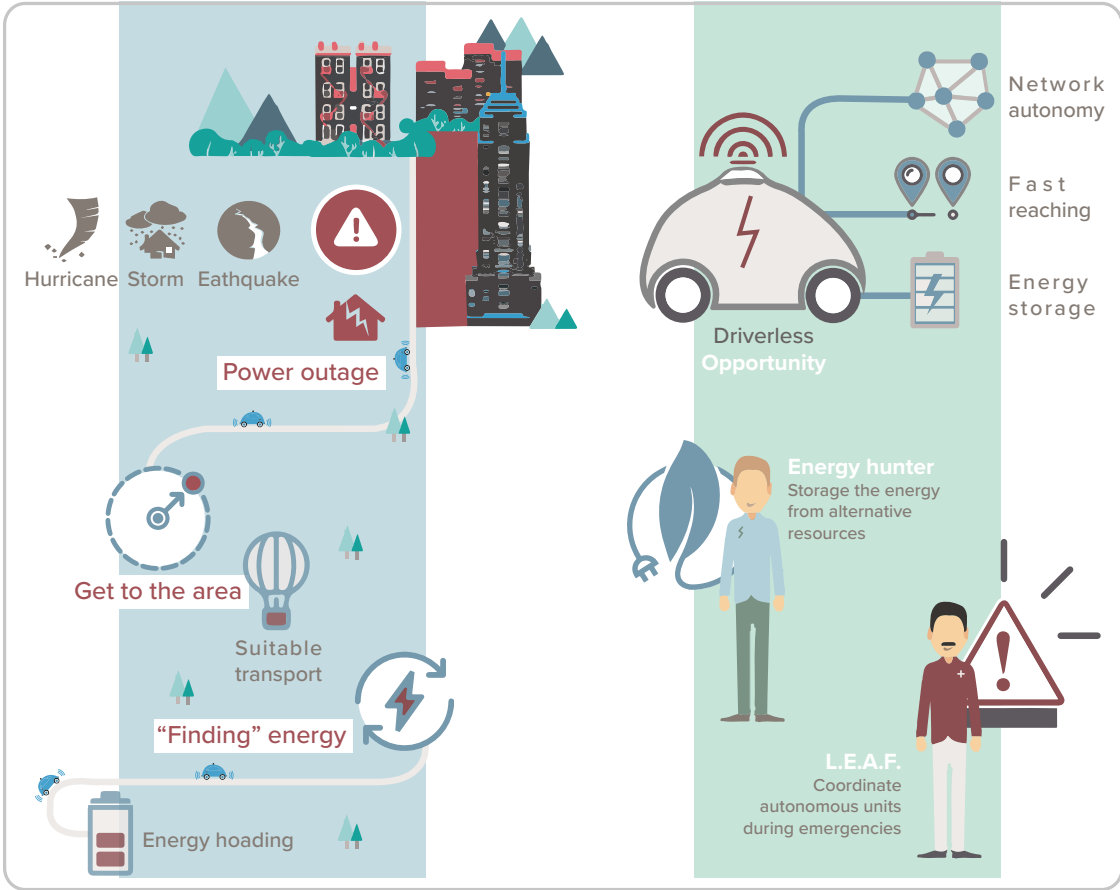 Hurricane
Storm
Eathquake
Power outage
Get to the area
Suitable
transport
“Finding” energy
Energy hoading
Network
autonomy
Fast
reaching
Energy
storage
Driverless
Opportunity
Energy hunter
Storage the energy
from alternative
resources
L.E.A.F.
Coordinate
autonomous units
during emergencies